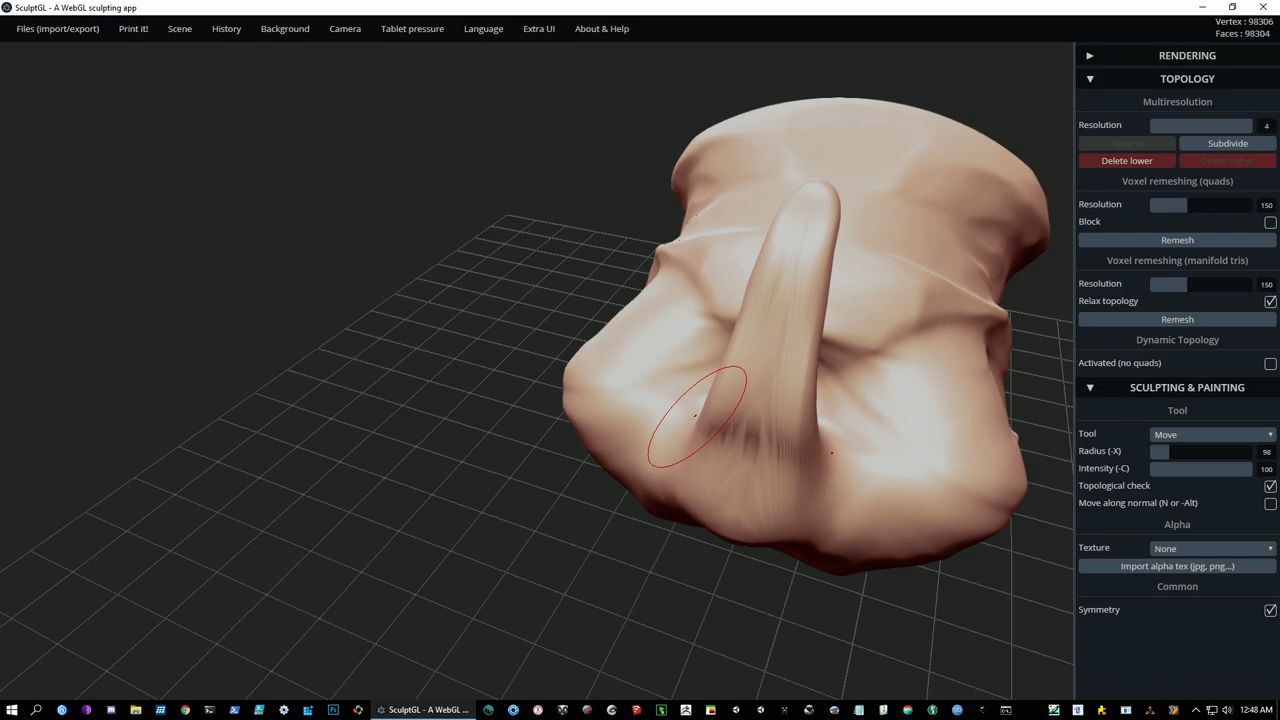 SculptGL - A WebGL sculpting app
Files (import/export) Print it! Scene History Background Camera Tablet pressure Language Extra UI About & Help
Vertex : 98306
Faces : 98304
RENDERING
TOPOLOGY
Multiresolution
Resolution 4
Reverse Subdivide
Delete lower Delete higher
Voxel remeshing (quads)
Resolution 150
Block
Remesh
Voxel remeshing (manifold tris)
Resolution 150
Relax topology
Remesh
Dynamic Topology
Activated (no quads)
SCULPTING & PAINTING
Tool
Tool Move
Radius (-X) 98
Intensity (-C) 100
Topological check
Move along normal (N or -Alt)
Alpha
Texture None
Import alpha tex (jpg, png...)
Common
Symmetry
SculptGL - A WebGL ...
12:48 AM